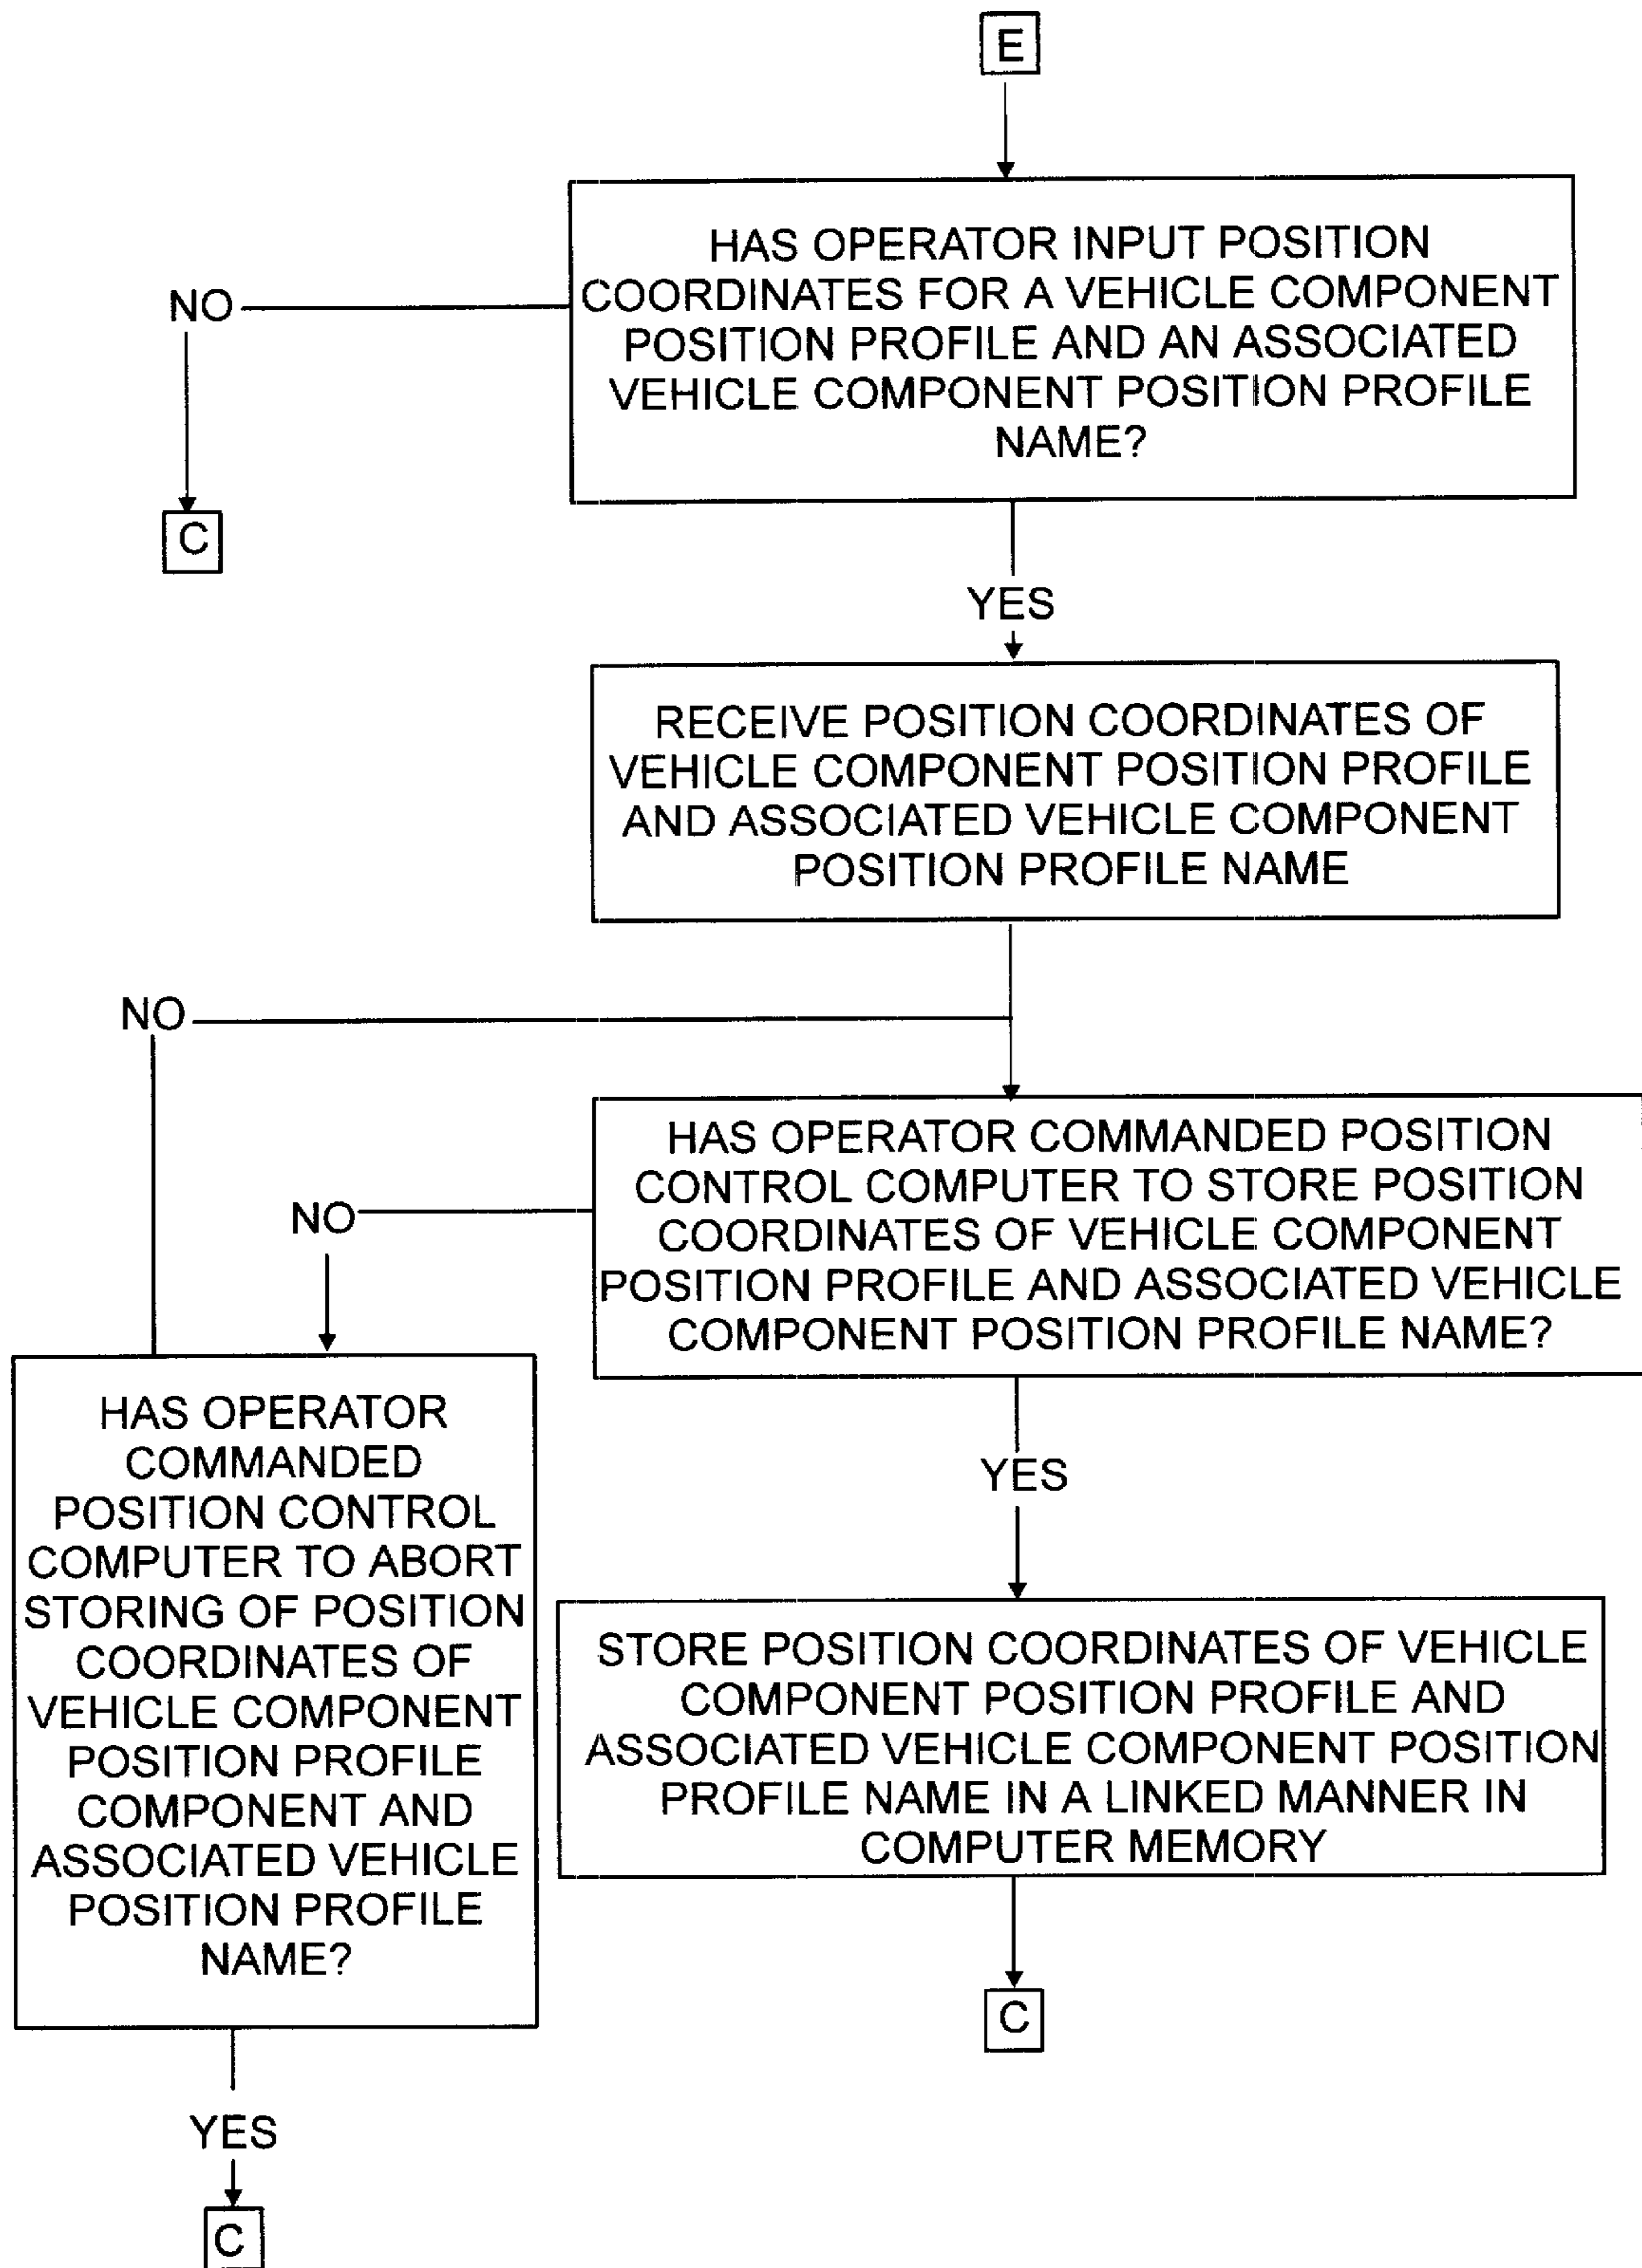 E
HAS OPERATOR INPUT POSITION
COORDINATES FOR A VEHICLE COMPONENT
POSITION PROFILE AND AN ASSOCIATED
VEHICLE COMPONENT POSITION PROFILE
NAME?
NO
C
YES
RECEIVE POSITION COORDINATES OF
VEHICLE COMPONENT POSITION PROFILE
AND ASSOCIATED VEHICLE COMPONENT
POSITION PROFILE NAME
NO
HAS OPERATOR COMMANDED POSITION
CONTROL COMPUTER TO STORE POSITION
COORDINATES OF VEHICLE COMPONENT
POSITION PROFILE AND ASSOCIATED VEHICLE
COMPONENT POSITION PROFILE NAME?
NO
HAS OPERATOR
COMMANDED
POSITION CONTROL
COMPUTER TO ABORT
STORING OF POSITION
COORDINATES OF
VEHICLE COMPONENT
POSITION PROFILE
COMPONENT AND
ASSOCIATED VEHICLE
POSITION PROFILE
NAME?
YES
STORE POSITION COORDINATES OF VEHICLE
COMPONENT POSITION PROFILE AND
ASSOCIATED VEHICLE COMPONENT POSITION
PROFILE NAME IN A LINKED MANNER IN
COMPUTER MEMORY
C
YES
C